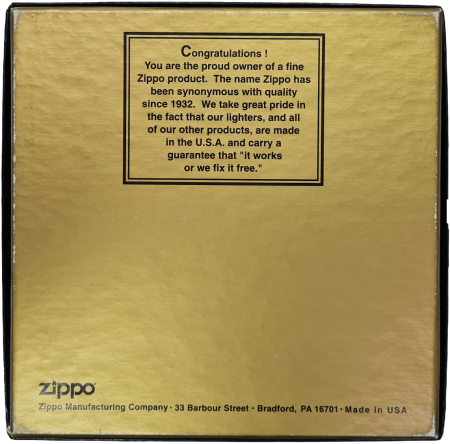 Congratulations !
You are the proud owner of a fine
Zippo product. The name Zippo has
been synonymous with quality
since 1932. We take great pride in
the fact that our lighters, and all
of our other products, are made
in the U.S.A. and carry a
guarantee that "it works
or we fix it free."
zippo
Zippo Manufacturing Company · 33 Barbour Street · Bradford, PA 16701 · Made in USA